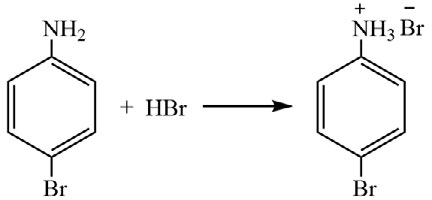 + −
NH₂ NH₃ Br
+ HBr
Br Br